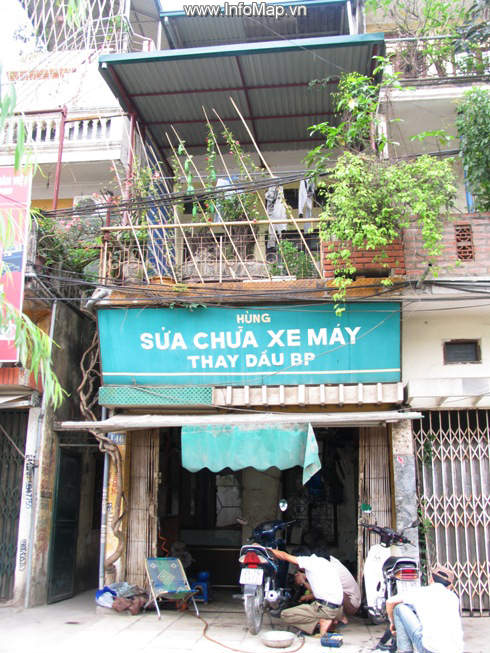 www.InfoMap.vn
HÙNG
SỬA CHỮA XE MÁY
THAY DẦU BP